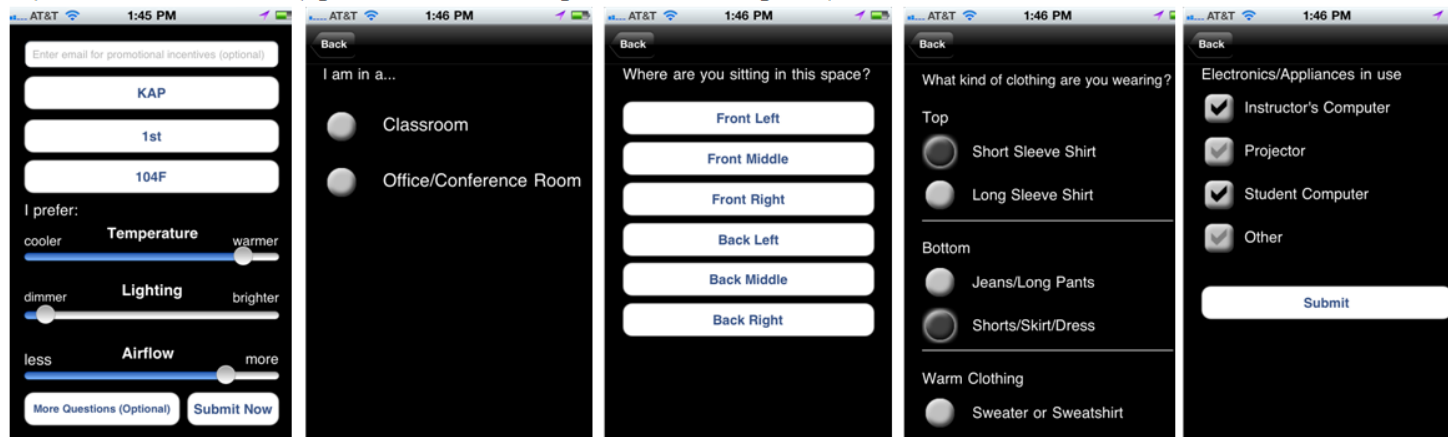 AT&T 1:45 PM
Enter email for promotional incentives (optional)
KAP
1st
104F
I prefer:
Temperature
cooler warmer
Lighting
dimmer brighter
Airflow
less more
More Questions (Optional) Submit Now
AT&T 1:46 PM
Back
I am in a...
Classroom
Office/Conference Room
AT&T 1:46 PM
Back
Where are you sitting in this space?
Front Left
Front Middle
Front Right
Back Left
Back Middle
Back Right
AT&T 1:46 PM
Back
What kind of clothing are you wearing?
Top
Short Sleeve Shirt
Long Sleeve Shirt
Bottom
Jeans/Long Pants
Shorts/Skirt/Dress
Warm Clothing
Sweater or Sweatshirt
AT&T 1:46 PM
Back
Electronics/Appliances in use
Instructor's Computer
Projector
Student Computer
Other
Submit